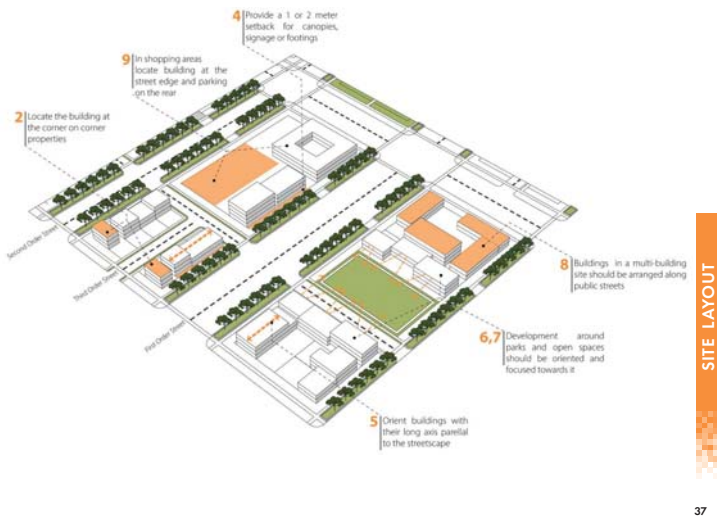 4 Provide a 1 or 2 meter
setback for canopies,
signage or footings
9 In shopping areas
locate building at the
street edge and parking
on the rear
2 Locate the building at
the corner on corner
properties
Second Order Street
Third Order Street
First Order Street
8 Buildings in a multi-building
site should be arranged along
public streets
6,7 Development around
parks and open spaces
should be oriented and
focused towards it
5 Orient buildings with
their long axis parellal
to the streetscape
SITE LAYOUT
37